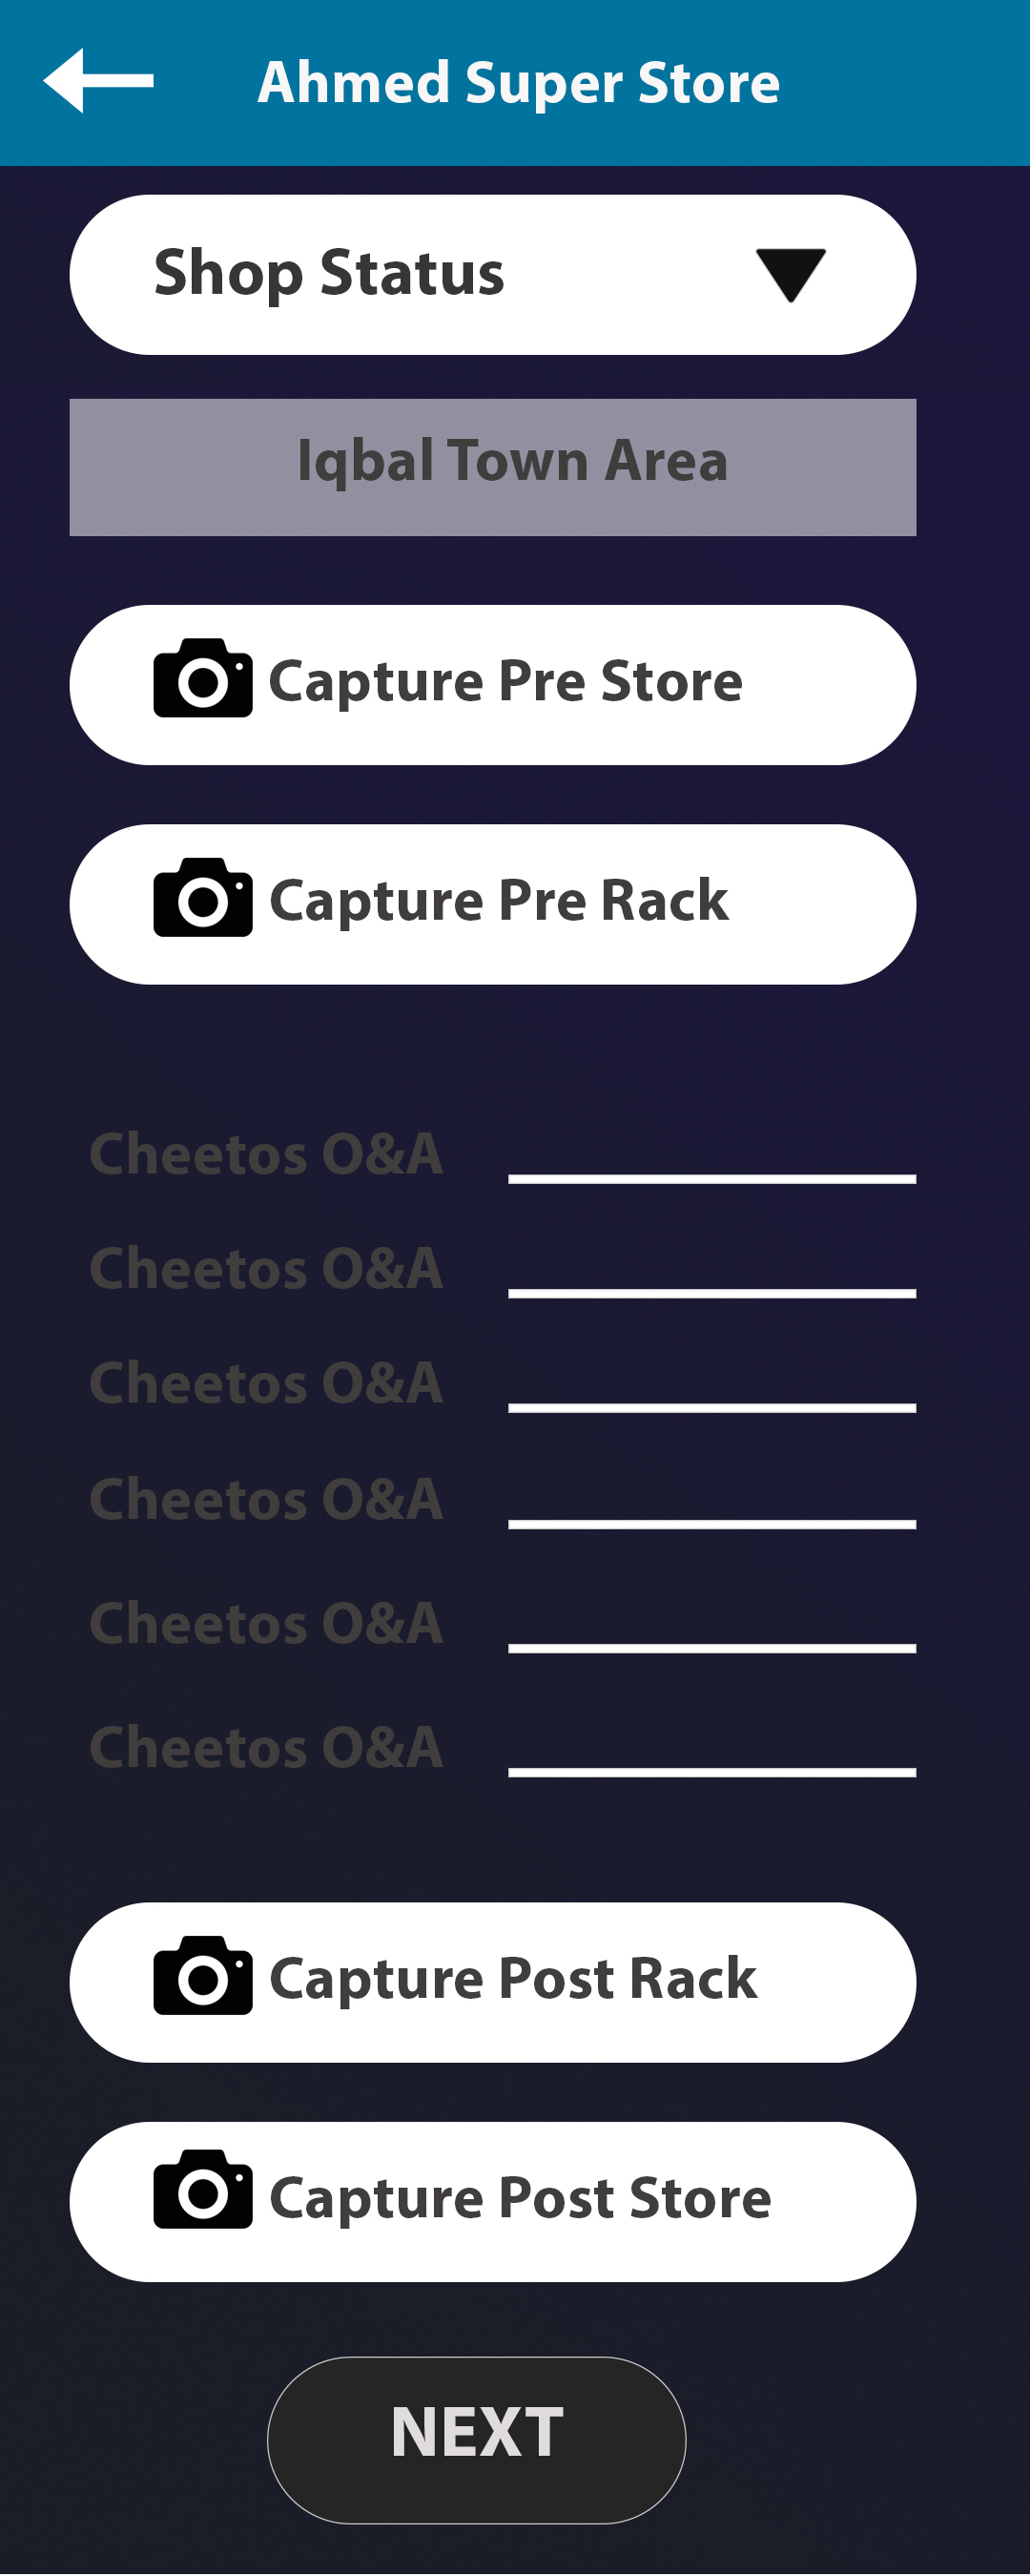 Ahmed Super Store
Shop Status
Iqbal Town Area
Capture Pre Store
Capture Pre Rack
Cheetos O&A
Cheetos O&A
Cheetos O&A
Cheetos O&A
Cheetos O&A
Cheetos O&A
Capture Post Rack
Capture Post Store
NEXT